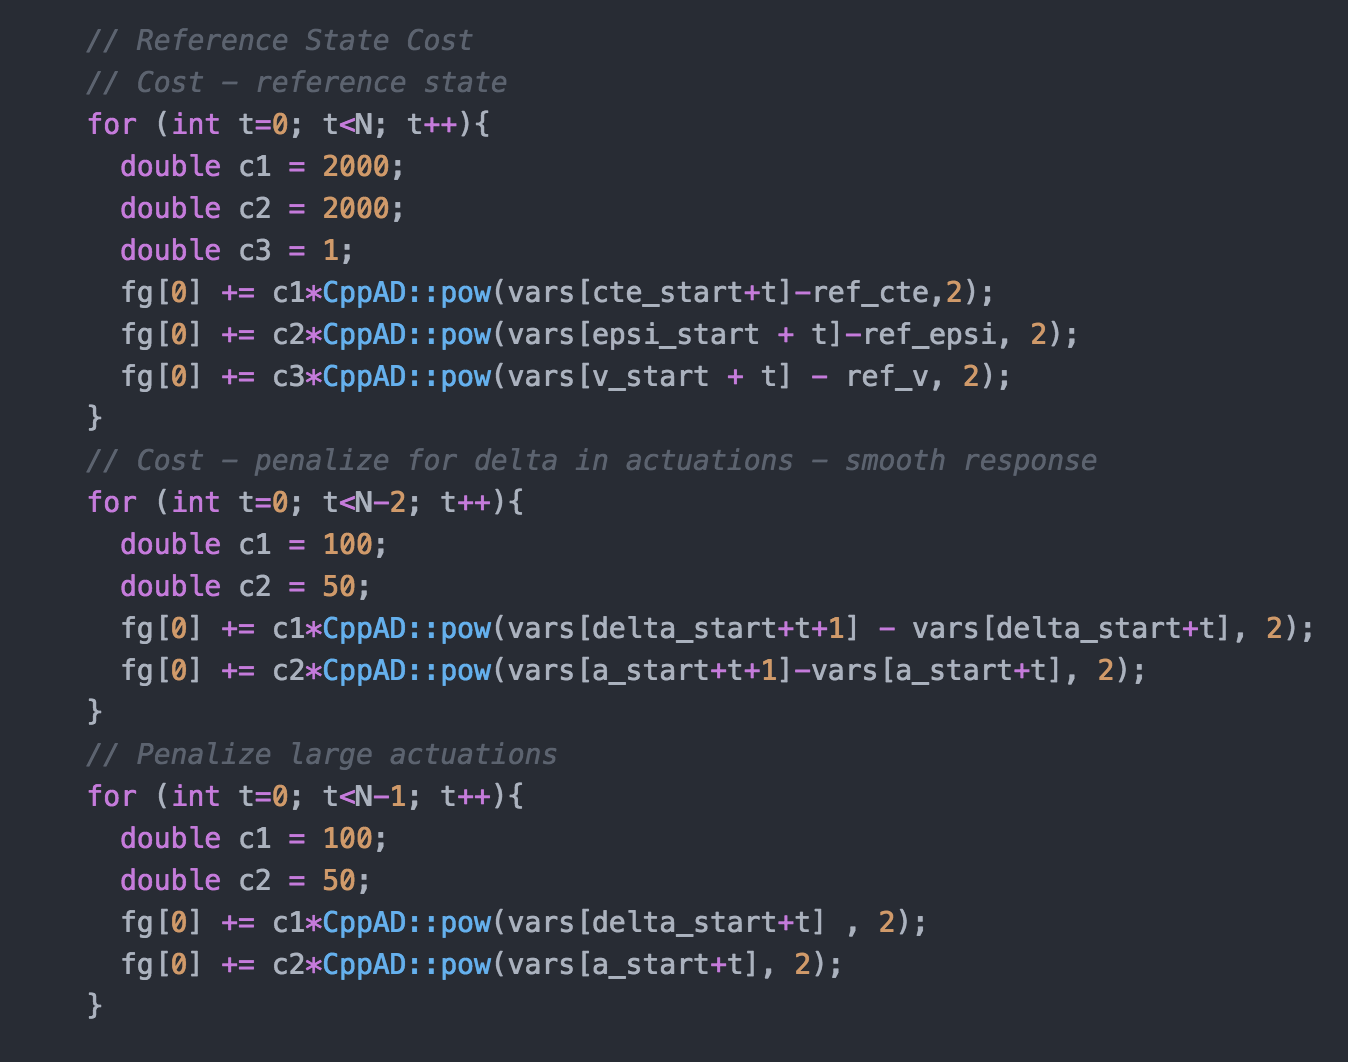 // Reference State Cost
// Cost - reference state
for (int t=0; t<N; t++){
  double c1 = 2000;
  double c2 = 2000;
  double c3 = 1;
  fg[0] += c1*CppAD::pow(vars[cte_start+t]-ref_cte,2);
  fg[0] += c2*CppAD::pow(vars[epsi_start + t]-ref_epsi, 2);
  fg[0] += c3*CppAD::pow(vars[v_start + t] - ref_v, 2);
}
// Cost - penalize for delta in actuations - smooth response
for (int t=0; t<N-2; t++){
  double c1 = 100;
  double c2 = 50;
  fg[0] += c1*CppAD::pow(vars[delta_start+t+1] - vars[delta_start+t], 2);
  fg[0] += c2*CppAD::pow(vars[a_start+t+1]-vars[a_start+t], 2);
}
// Penalize large actuations
for (int t=0; t<N-1; t++){
  double c1 = 100;
  double c2 = 50;
  fg[0] += c1*CppAD::pow(vars[delta_start+t] , 2);
  fg[0] += c2*CppAD::pow(vars[a_start+t], 2);
}